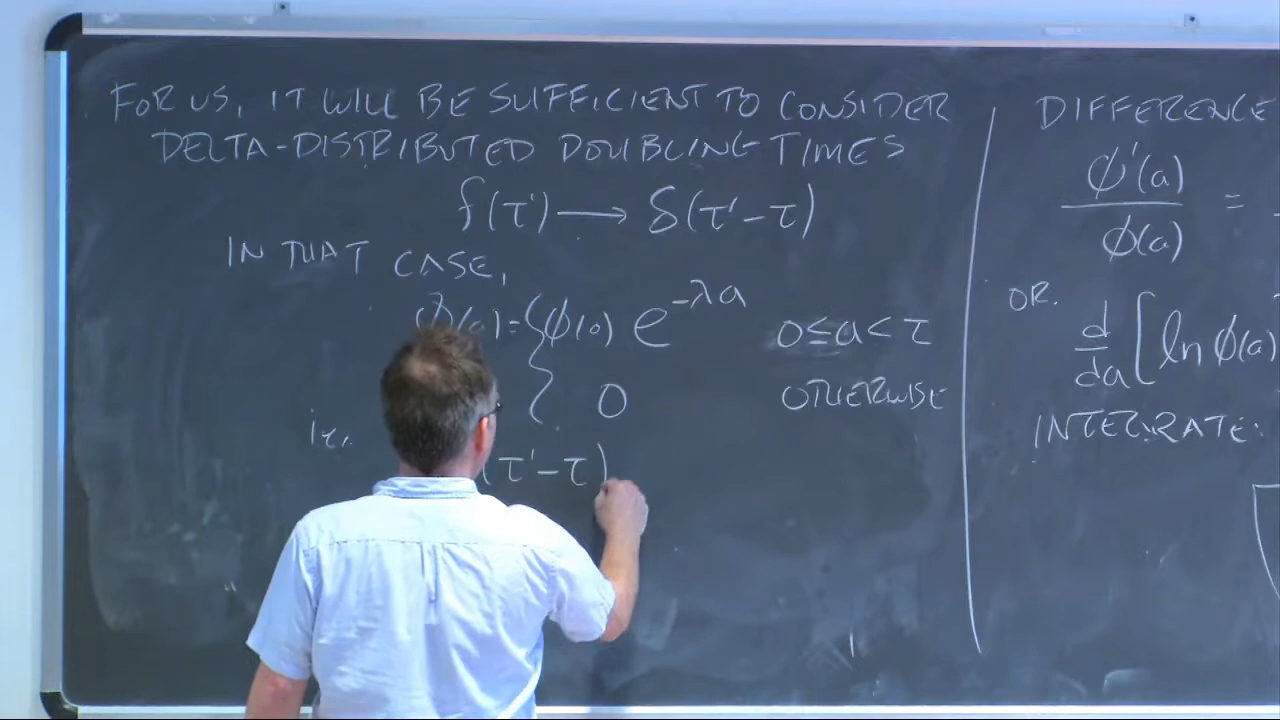 FOR US, IT WILL BE SUFFICIENT TO CONSIDER
DELTA-DISTRIBUTED DOUBLING TIMES
f(τ') → δ(τ'-τ)
IN THAT CASE,
ϕ(a) = { ϕ(0) e^{-λa} 0≤a<τ
0 OTHERWISE
(τ'-τ)
DIFFERENCE
ϕ'(a)
/ ϕ(a) =
OR
d/da [ ln ϕ(a)
INTEGRATE: